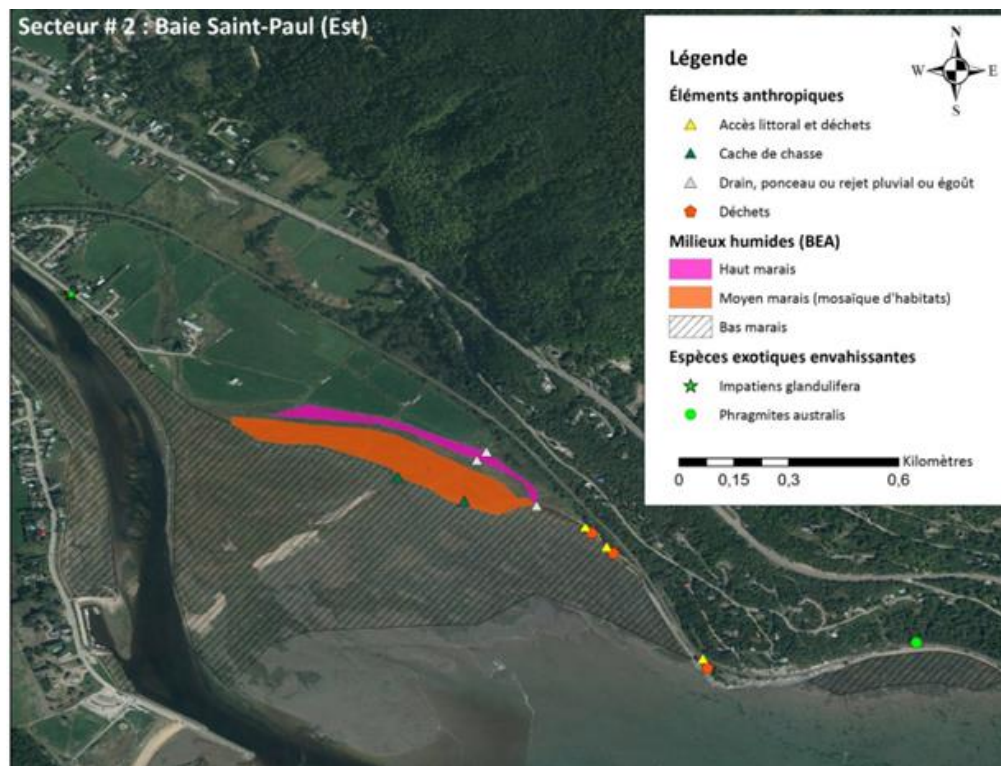 Secteur # 2 : Baie Saint-Paul (Est)
Légende
N
W
E
S
Éléments anthropiques
Accès littoral et déchets
Cache de chasse
Drain, ponceau ou rejet pluvial ou égoût
Déchets
Milieux humides (BEA)
Haut marais
Moyen marais (mosaïque d'habitats)
Bas marais
Espèces exotiques envahissantes
Impatiens glandulifera
Phragmites australis
Kilomètres
0 0,15 0,3 0,6